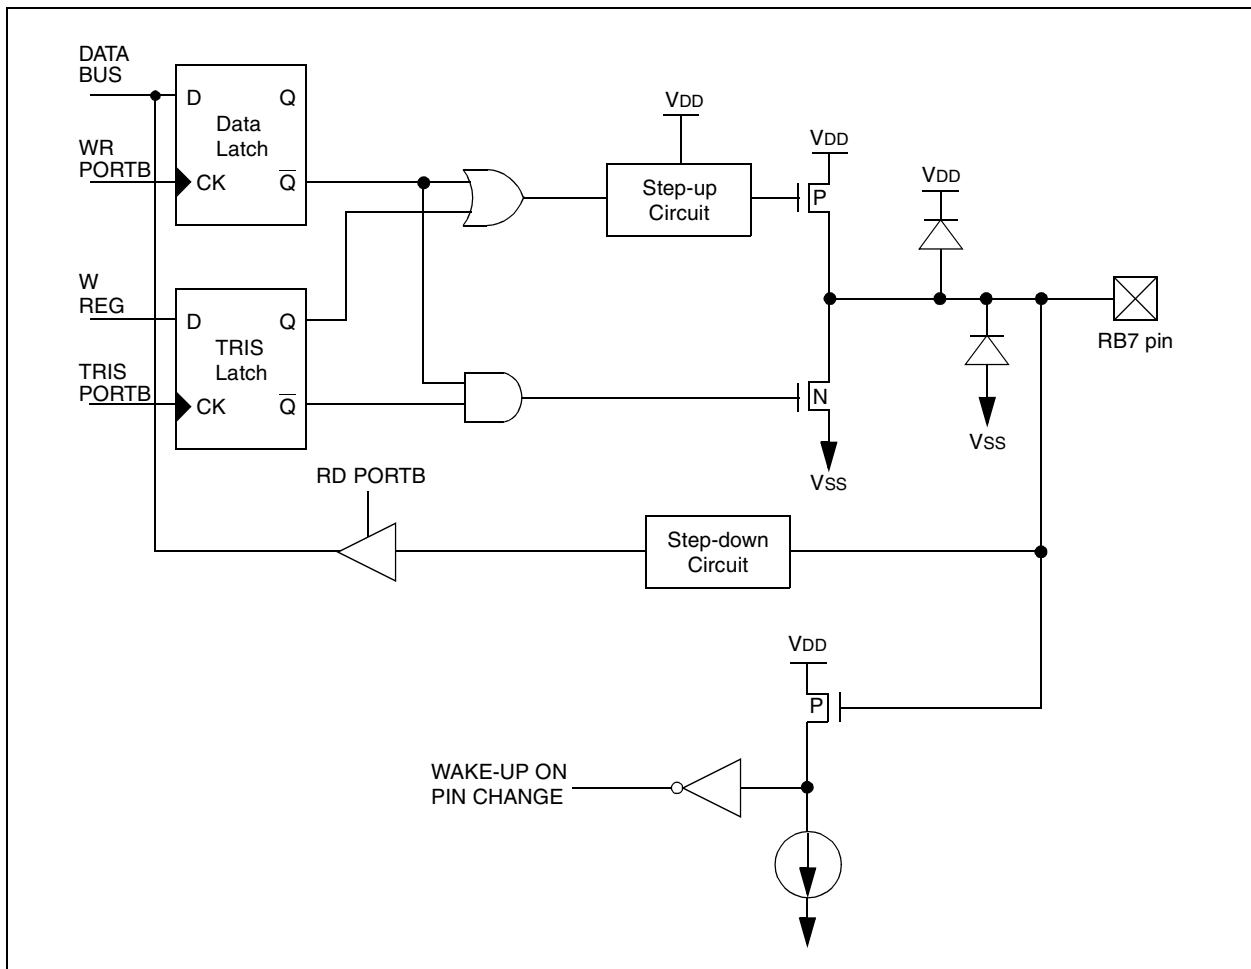 DATA
BUS
D
Q
Data
Latch
WR
PORTB
CK
Q
VDD
Step-up
Circuit
VDD
P
VDD
RB7 pin
W
REG
D
Q
TRIS
Latch
TRIS
PORTB
CK
Q
N
VSS
VSS
RD PORTB
Step-down
Circuit
VDD
P
WAKE-UP ON
PIN CHANGE